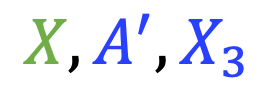 X, A′, X₃